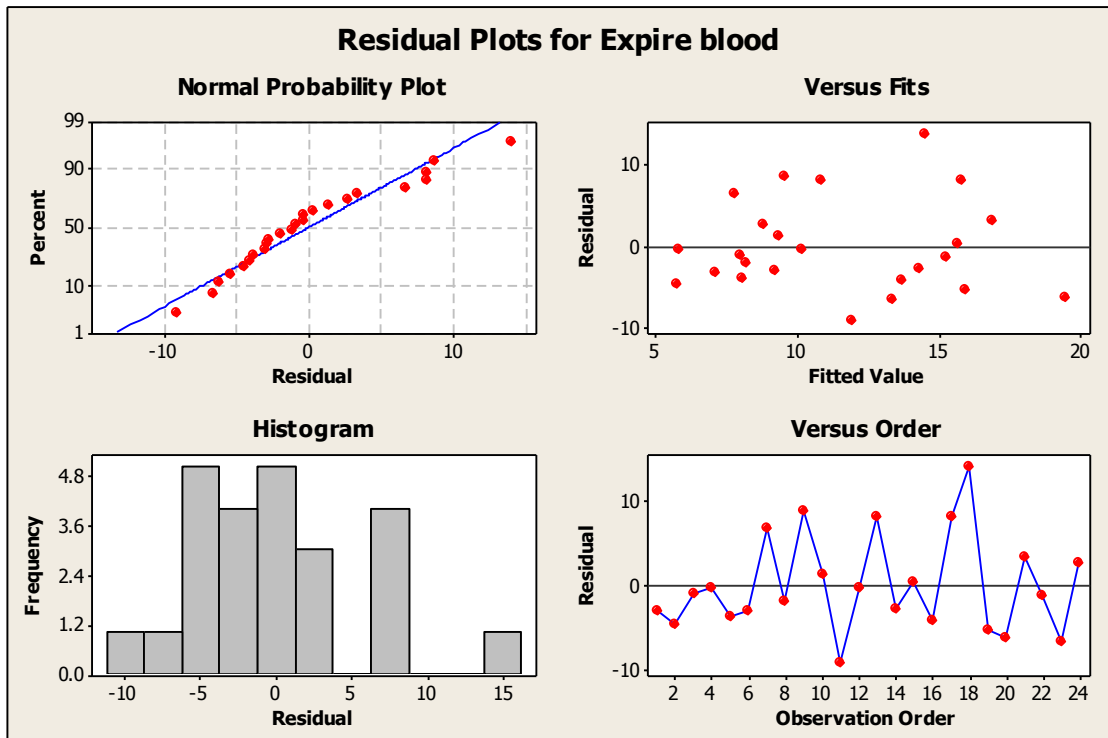 Residual Plots for Expire blood
Normal Probability Plot
99
90
50
10
1
Percent
-10 0 10
Residual
Versus Fits
10
0
-10
Residual
5 10 15 20
Fitted Value
Histogram
4.8
3.6
2.4
1.2
0.0
Frequency
-10 -5 0 5 10 15
Residual
Versus Order
10
0
-10
Residual
2 4 6 8 10 12 14 16 18 20 22 24
Observation Order